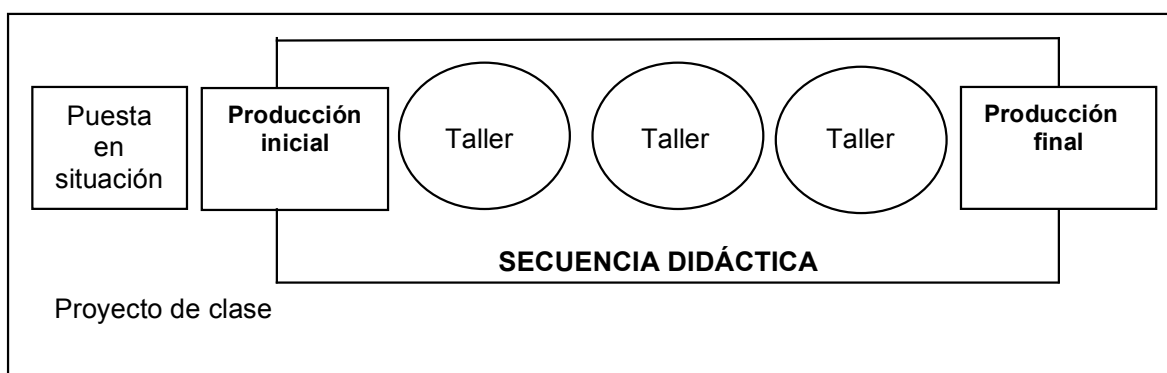 Puesta
en
situación
Producción
inicial
Taller
Taller
Taller
Producción
final
SECUENCIA DIDÁCTICA
Proyecto de clase